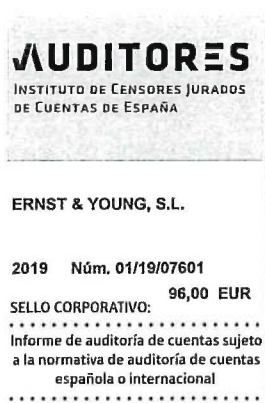 AUDITORES
INSTITUTO DE CENSORES JURADOS
DE CUENTAS DE ESPAÑA
ERNST & YOUNG, S.L.
2019 Núm. 01/19/07601
96,00 EUR
SELLO CORPORATIVO:
Informe de auditoría de cuentas sujeto
a la normativa de auditoría de cuentas
española o internacional